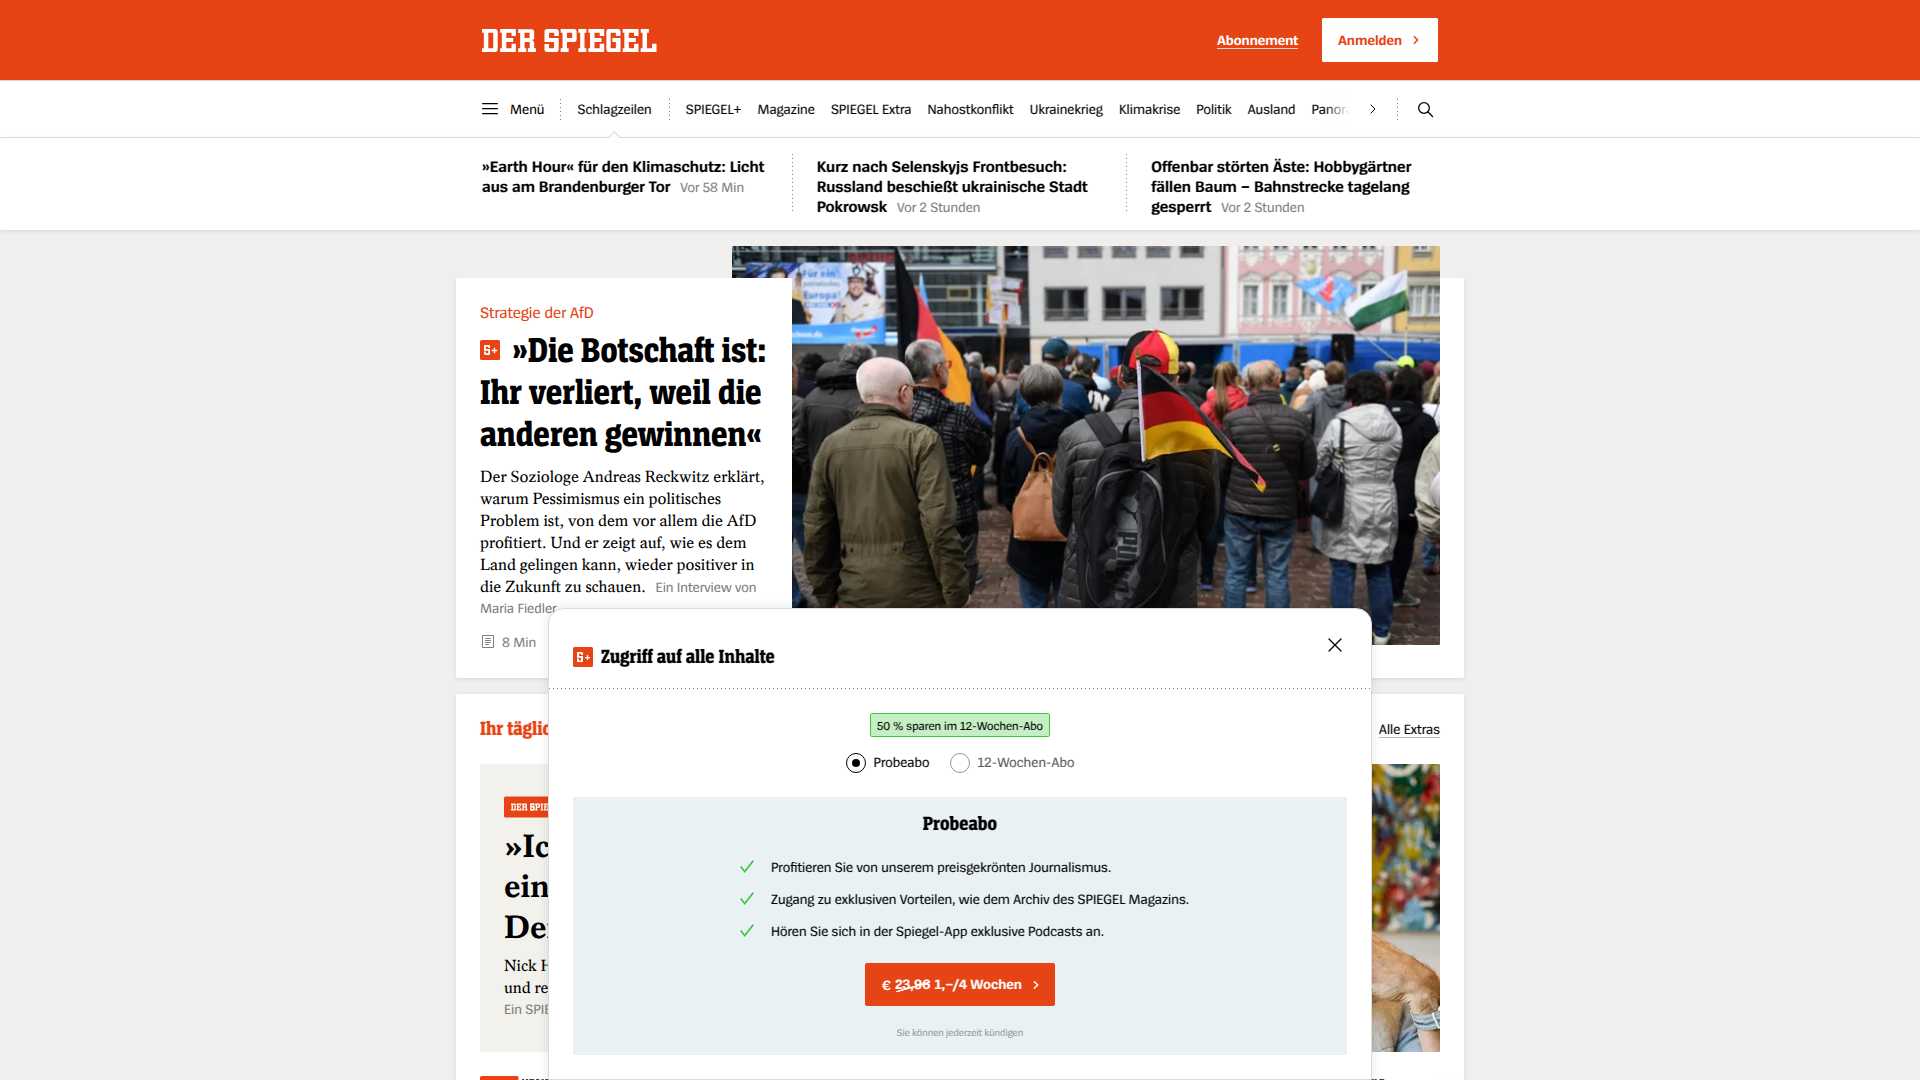 DER SPIEGEL
Abonnement
Anmelden
Menü
Schlagzeilen
SPIEGEL+
Magazine
SPIEGEL Extra
Nahostkonflikt
Ukrainekrieg
Klimakrise
Politik
Ausland
Panor
»Earth Hour« für den Klimaschutz: Licht
aus am Brandenburger Tor Vor 58 Min
Kurz nach Selenskyjs Frontbesuch:
Russland beschießt ukrainische Stadt
Pokrowsk Vor 2 Stunden
Offenbar störten Äste: Hobbygärtner
fällen Baum – Bahnstrecke tagelang
gesperrt Vor 2 Stunden
Für ein
Europa!
Strategie der AfD
S+ »Die Botschaft ist:
Ihr verliert, weil die
anderen gewinnen«
Der Soziologe Andreas Reckwitz erklärt,
warum Pessimismus ein politisches
Problem ist, von dem vor allem die AfD
profitiert. Und er zeigt auf, wie es dem
Land gelingen kann, wieder positiver in
die Zukunft zu schauen. Ein Interview von
Maria Fiedler
8 Min
S+ Zugriff auf alle Inhalte
50 % sparen im 12-Wochen-Abo
Probeabo
12-Wochen-Abo
Probeabo
Profitieren Sie von unserem preisgekrönten Journalismus.
Zugang zu exklusiven Vorteilen, wie dem Archiv des SPIEGEL Magazins.
Hören Sie sich in der Spiegel-App exklusive Podcasts an.
€ 23,96 1,–/4 Wochen
Sie können jederzeit kündigen
Ihr täglic
Alle Extras
DER SPIE
»Ic
ein
De
Nick H
und re
Ein SPIE